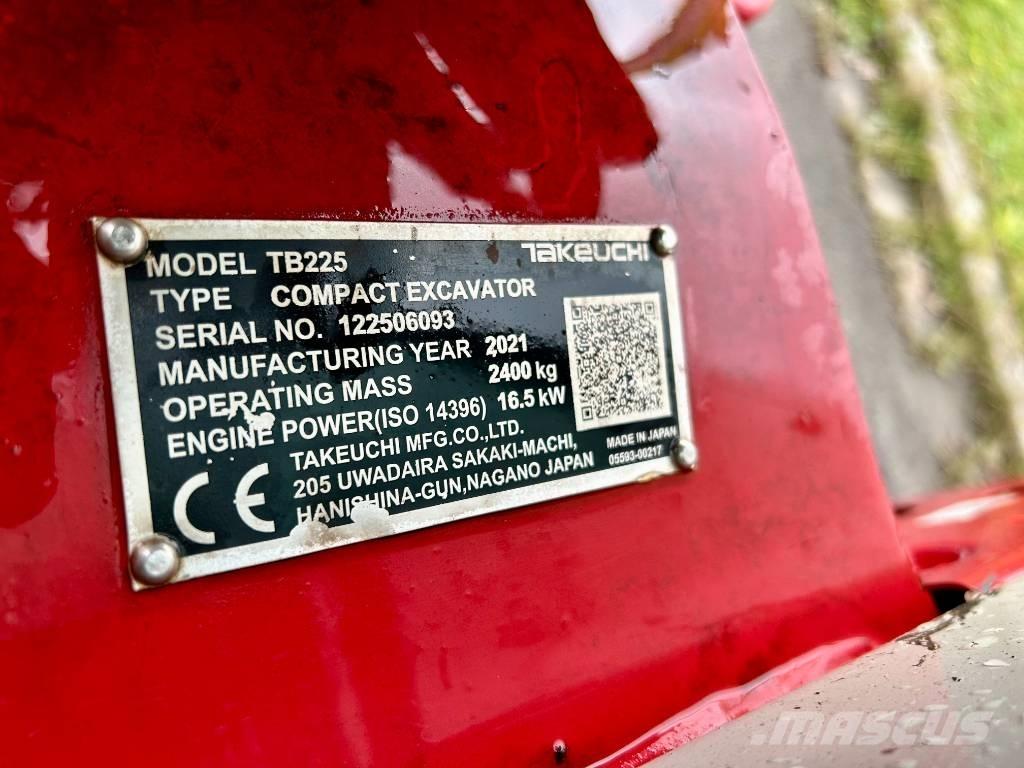 TAKEUCHI
MODEL TB225
TYPE COMPACT EXCAVATOR
SERIAL NO. 122506093
MANUFACTURING YEAR 2021
OPERATING MASS 2400 kg
ENGINE POWER(ISO 14396) 16.5 kW
TAKEUCHI MFG.CO.,LTD.
205 UWADAIRA SAKAKI-MACHI,
HANISHINA-GUN,NAGANO JAPAN
CE
MADE IN JAPAN
05593-00217
MASCUS